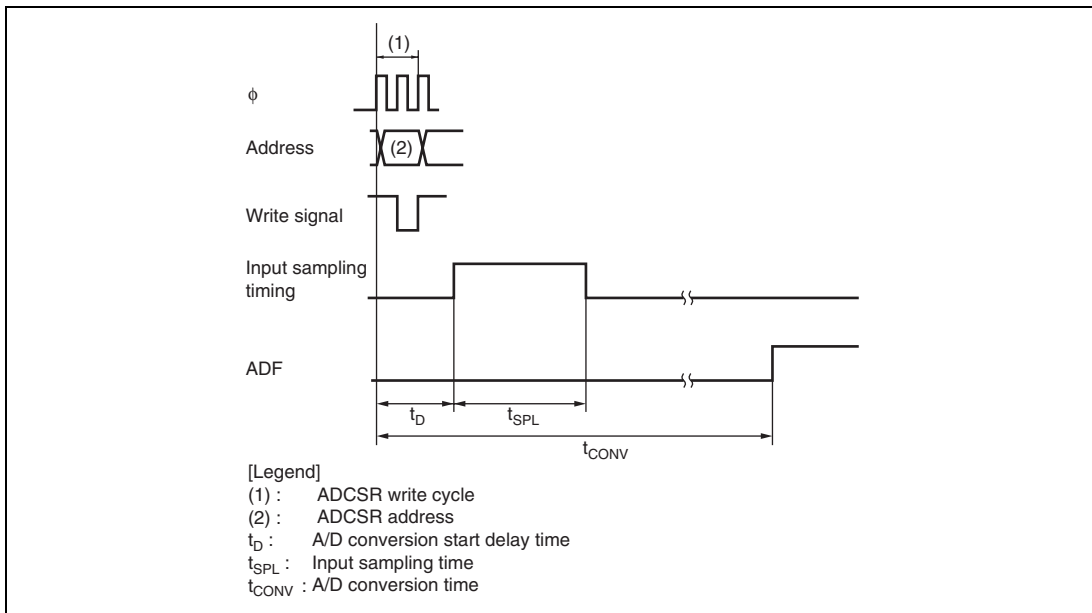 (1)
ϕ
Address
(2)
Write signal
Input sampling
timing
ADF
tD
tSPL
tCONV
[Legend]
(1) : ADCSR write cycle
(2) : ADCSR address
tD : A/D conversion start delay time
tSPL : Input sampling time
tCONV : A/D conversion time